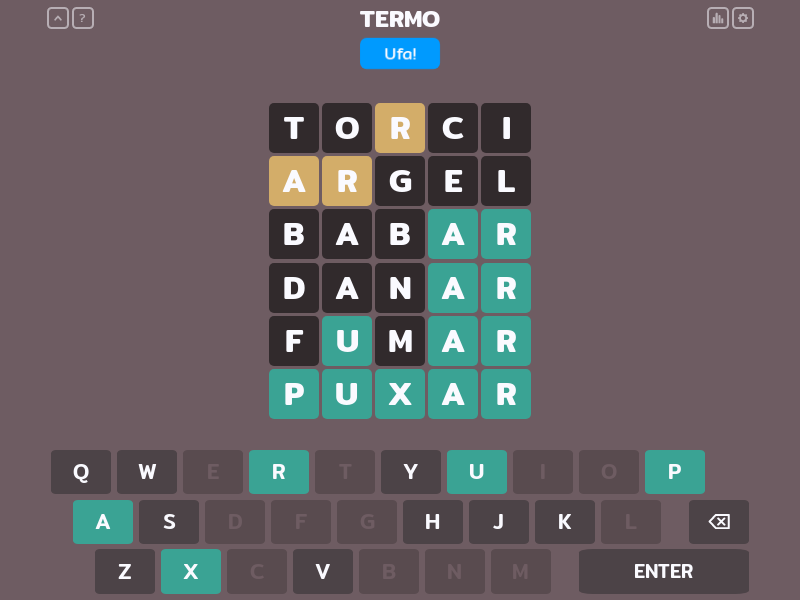 ?
TERMO
Ufa!
TORCI
ARGEL
BABAR
DANAR
FUMAR
PUXAR
Q W E R T Y U I O P
A S D F G H J K L
Z X C V B N M ENTER